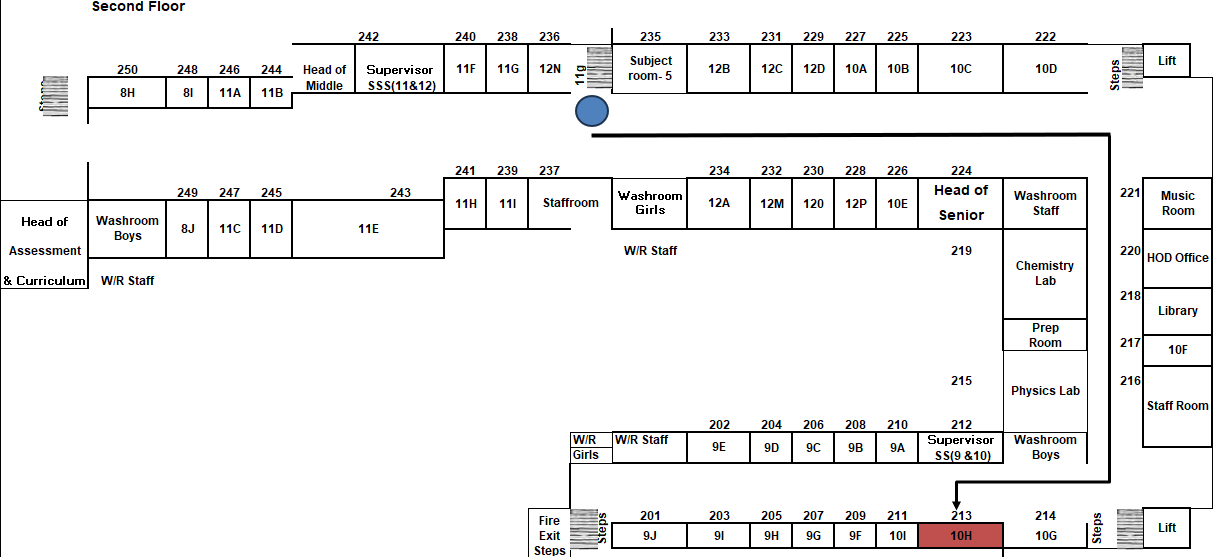 Second Floor
242
240
238
236
235
233
231
229
227
225
223
222
250
248
246
244
Head of
Middle
Supervisor
SSS(11&12)
11F
11G
12N
11g
Subject
room- 5
12B
12C
12D
10A
10B
10C
10D
Steps
Lift
8H
8I
11A
11B
241
239
237
234
232
230
228
226
224
249
247
245
243
221
11H
11I
Staffroom
Washroom
Girls
12A
12M
120
12P
10E
Head of
Senior
Washroom
Staff
Music
Room
Head of
Assessment
& Curriculum
Washroom
Boys
8J
11C
11D
11E
W/R Staff
W/R Staff
219
220
HOD Office
Chemistry
Lab
218
Library
Prep
Room
217
10F
215
Physics Lab
216
Staff Room
202
204
206
208
210
212
W/R
Girls
W/R Staff
9E
9D
9C
9B
9A
Supervisor
SS(9 &10)
Washroom
Boys
201
203
205
207
209
211
213
214
Fire
Exit
Steps
Steps
9J
9I
9H
9G
9F
10I
10H
10G
Steps
Lift